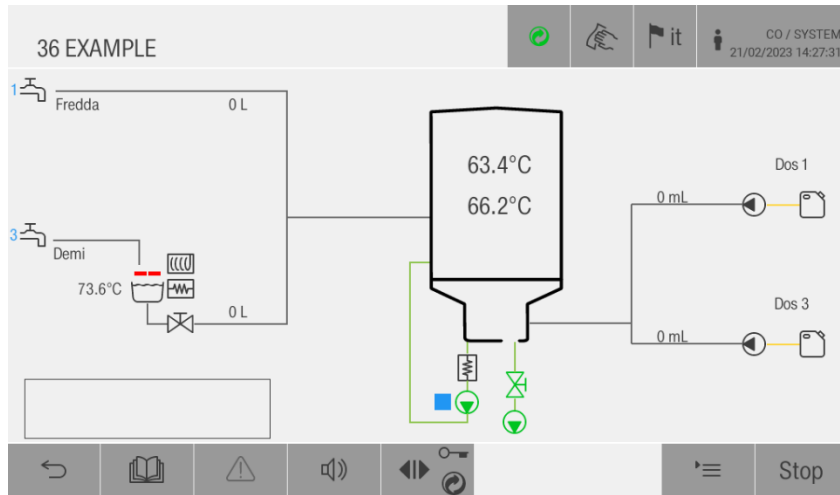 36 EXAMPLE
it
CO / SYSTEM
21/02/2023 14:27:31
1
Fredda
0 L
63.4°C
66.2°C
Dos 1
0 mL
3
Demi
73.6°C
0 L
Dos 3
0 mL
Stop